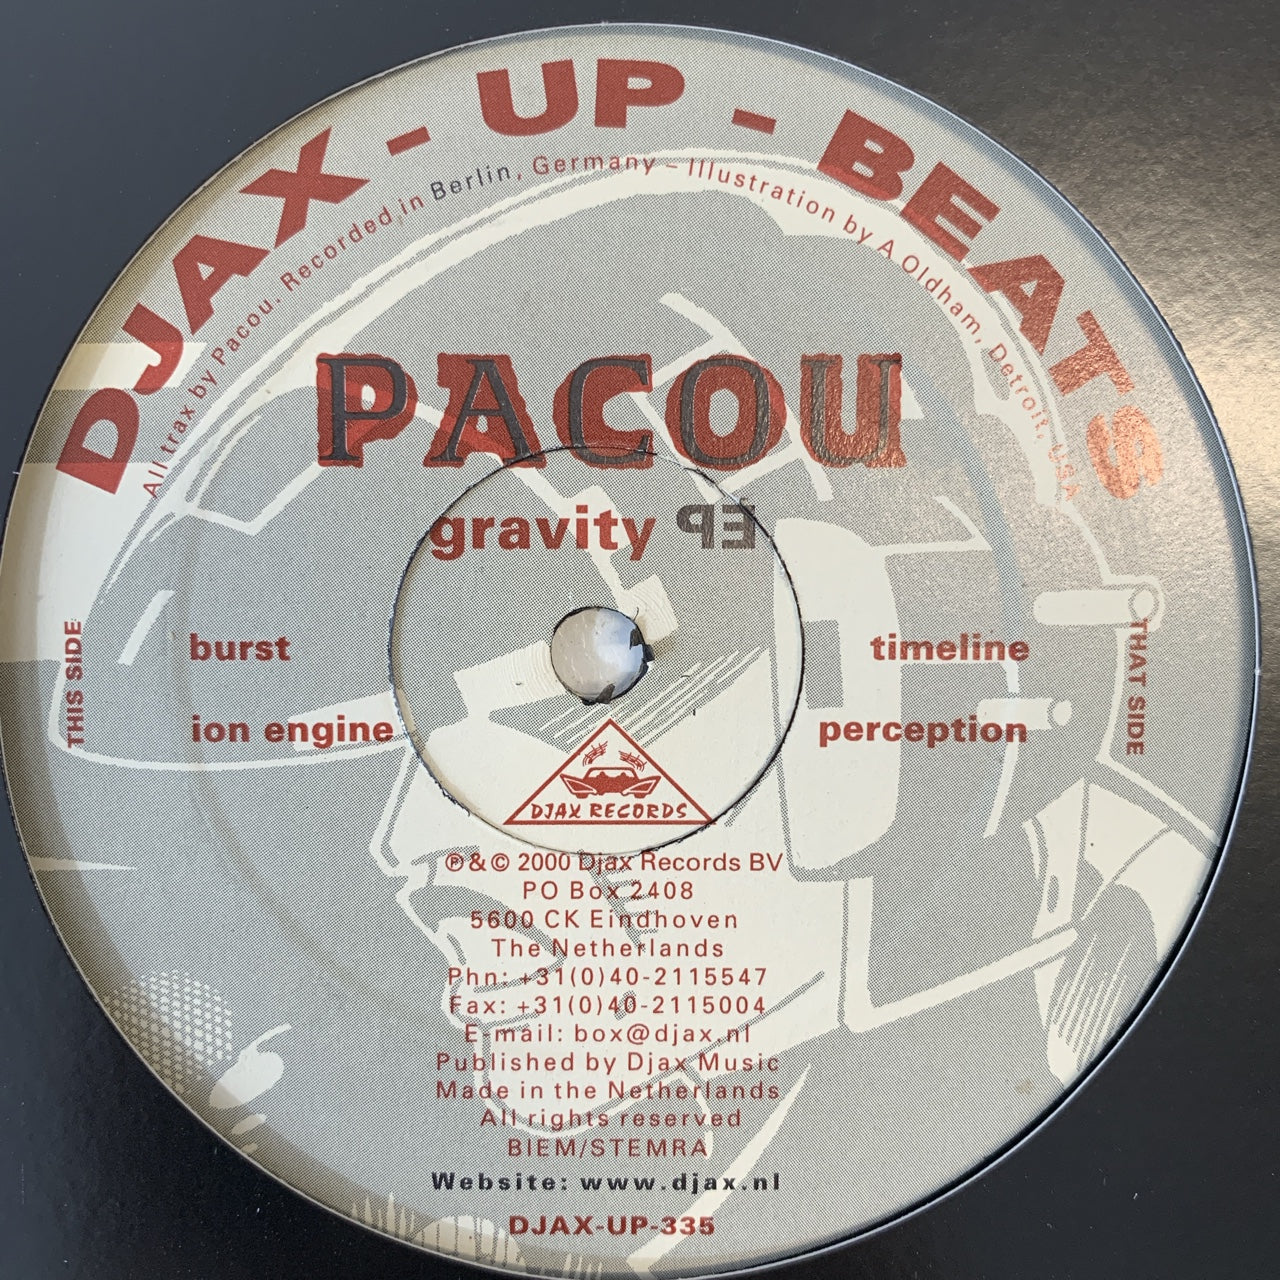 DJAX - UP - BEATS
All trax by Pacou. Recorded in Berlin, Germany – Illustration by A Oldham, Detroit, USA
PACOU
gravity EP
THIS SIDE
burst
ion engine
THAT SIDE
timeline
perception
DJAX RECORDS
℗ & © 2000 Djax Records BV
PO Box 2408
5600 CK Eindhoven
The Netherlands
Phn: +31(0)40-2115547
Fax: +31(0)40-2115004
E-mail: box@djax.nl
Published by Djax Music
Made in the Netherlands
All rights reserved
BIEM/STEMRA
Website: www.djax.nl
DJAX-UP-335